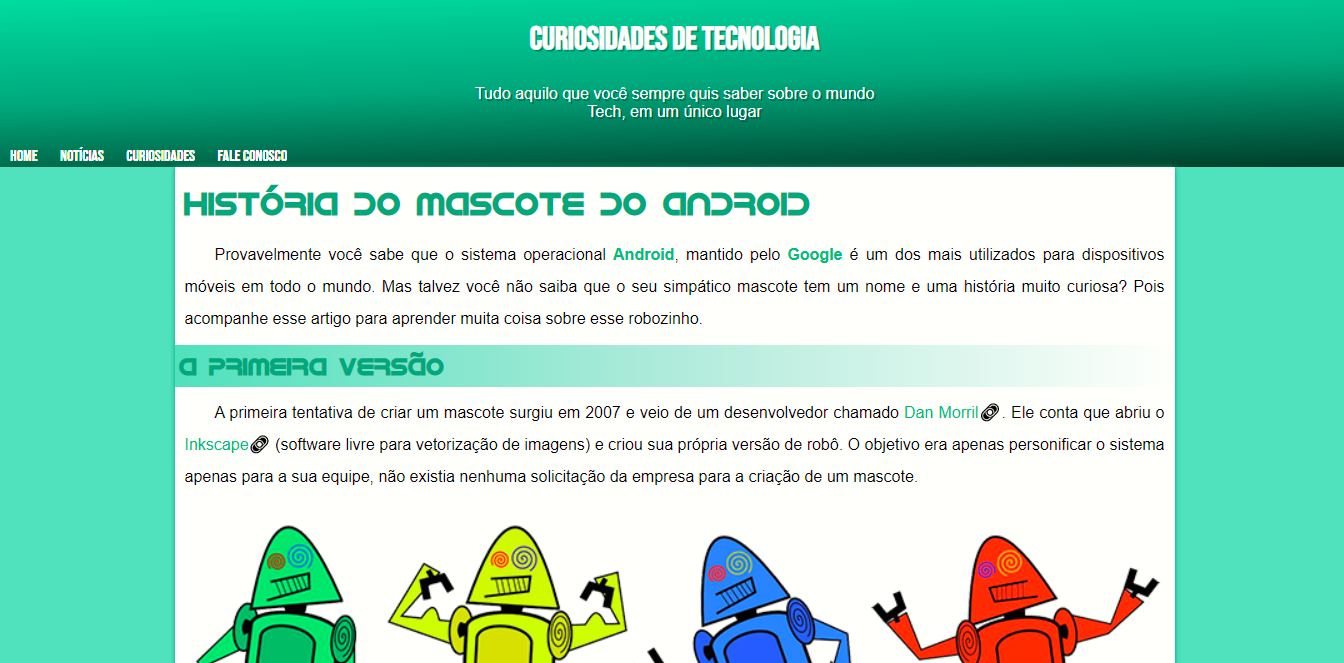 CURIOSIDADES DE TECNOLOGIA
Tudo aquilo que você sempre quis saber sobre o mundo
Tech, em um único lugar
HOME NOTÍCIAS CURIOSIDADES FALE CONOSCO
HISTÓRIA DO MASCOTE DO ANDROID
Provavelmente você sabe que o sistema operacional Android, mantido pelo Google é um dos mais utilizados para dispositivos
móveis em todo o mundo. Mas talvez você não saiba que o seu simpático mascote tem um nome e uma história muito curiosa? Pois
acompanhe esse artigo para aprender muita coisa sobre esse robozinho.
A PRIMEIRA VERSÃO
A primeira tentativa de criar um mascote surgiu em 2007 e veio de um desenvolvedor chamado Dan Morril. Ele conta que abriu o
Inkscape (software livre para vetorização de imagens) e criou sua própria versão de robô. O objetivo era apenas personificar o sistema
apenas para a sua equipe, não existia nenhuma solicitação da empresa para a criação de um mascote.